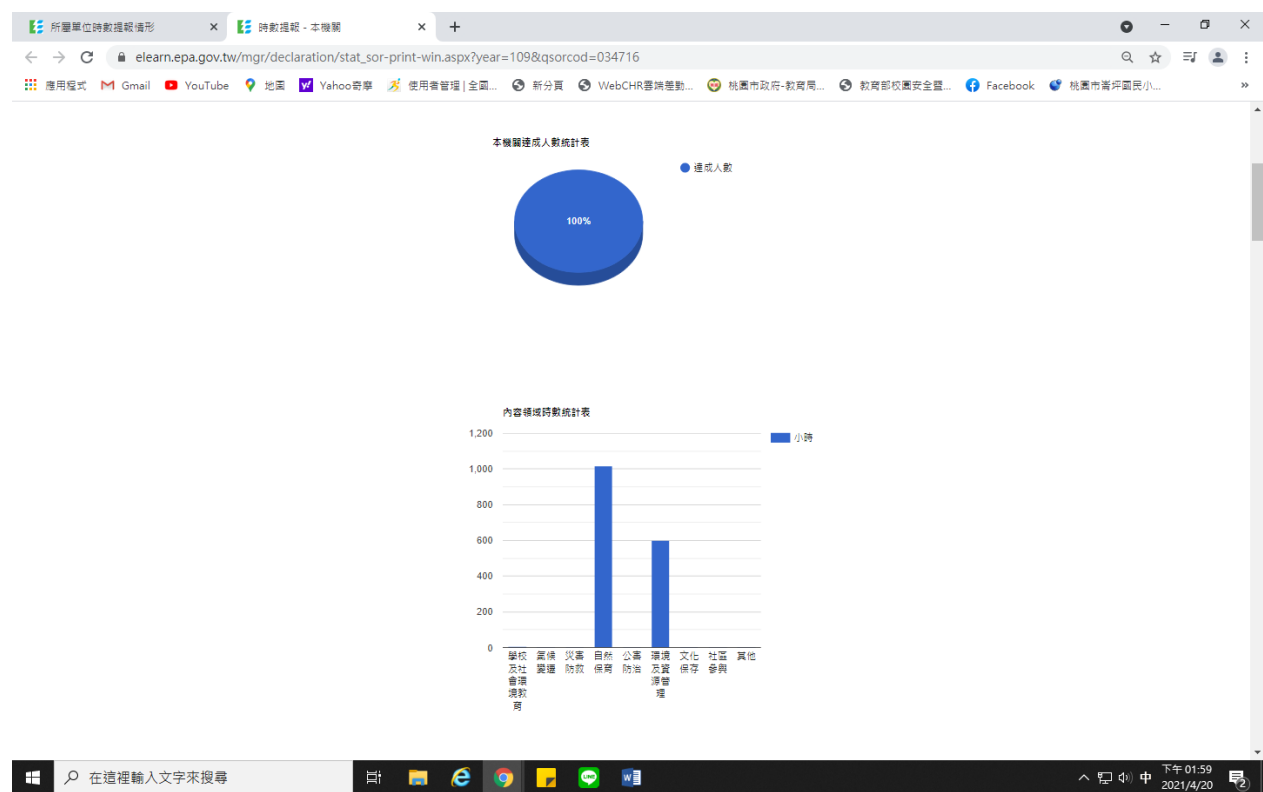 所屬單位時數提報情形
時數提報 - 本機關
elearn.epa.gov.tw/mgr/declaration/stat_sor-print-win.aspx?year=109&qsorcod=034716
應用程式 Gmail YouTube 地圖 Yahoo奇摩 使用者管理|全國... 新分頁 WebCHR雲端差勤... 桃園市政府-教育局... 教育部校園安全暨... Facebook 桃園市菁坪國民小... »
本機關達成人數統計表
達成人數
100%
內容領域時數統計表
小時
1,200
1,000
800
600
400
200
0
學校及社會環境教育
氣候變遷
災害防救
自然保育
公害防治
環境及資源管理
文化保存
社區參與
其他
在這裡輸入文字來搜尋
中
下午 01:59
2021/4/20
2